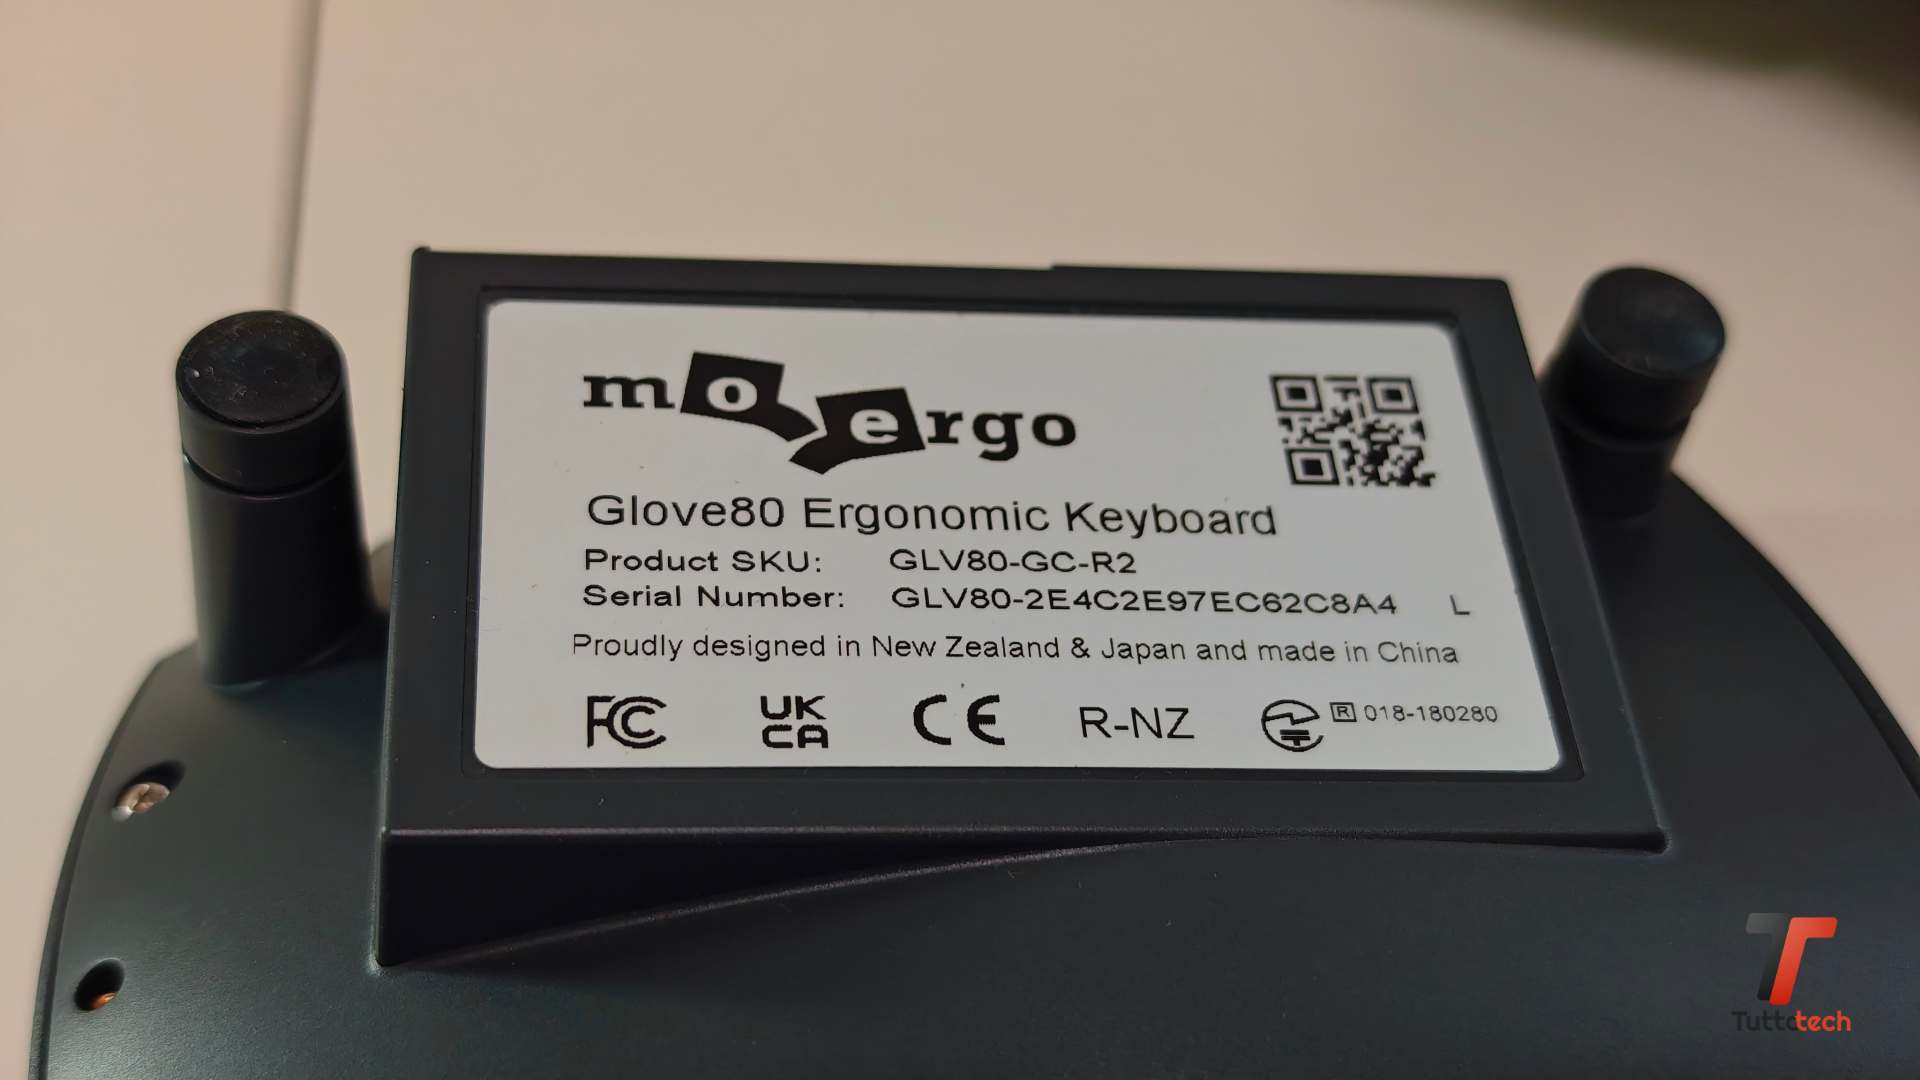 moergo
Glove80 Ergonomic Keyboard
Product SKU: GLV80-GC-R2
Serial Number: GLV80-2E4C2E97EC62C8A4 L
Proudly designed in New Zealand & Japan and made in China
FC UK CA CE R-NZ R 018-180280
Tuttotech